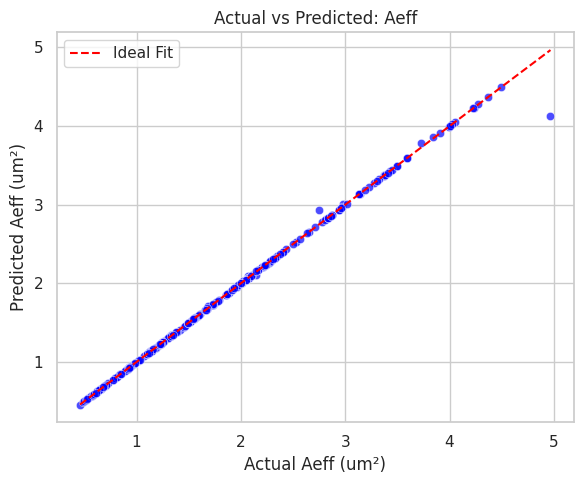 Actual vs Predicted: Aeff
Ideal Fit
Predicted Aeff (um²)
5
4
3
2
1
1 2 3 4 5
Actual Aeff (um²)